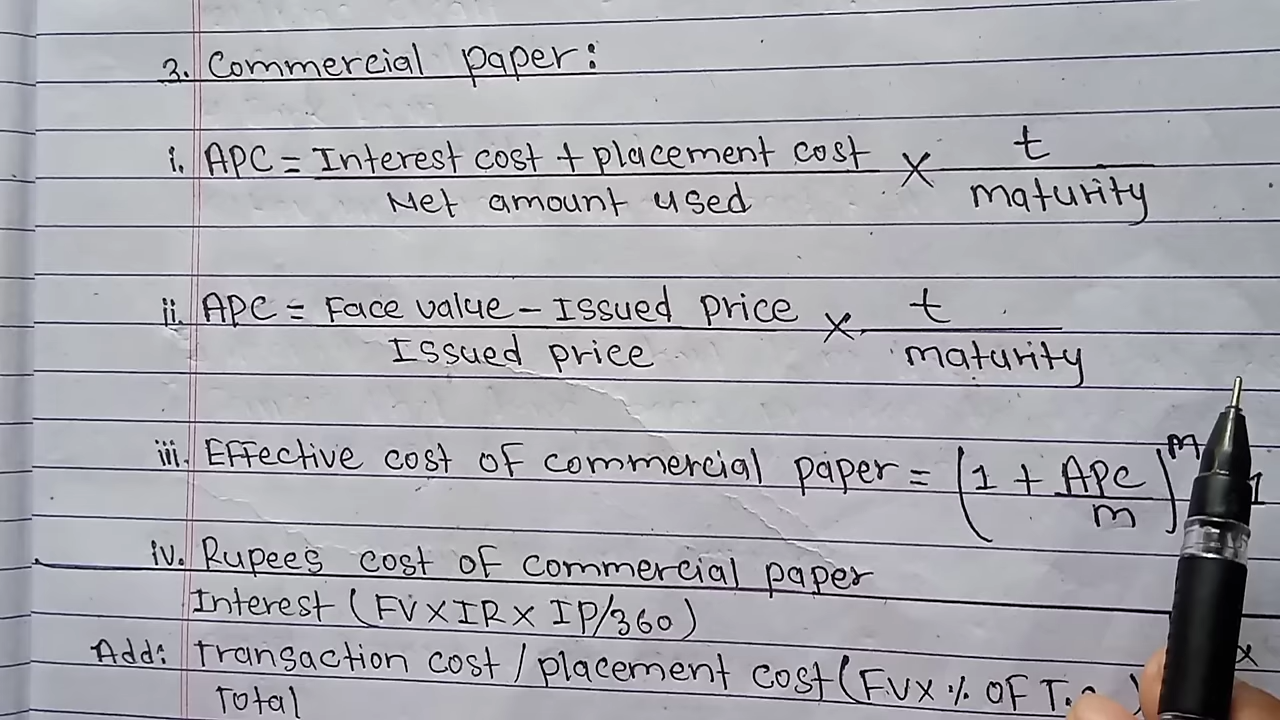 3. Commercial paper:
i. APC = Interest cost + placement cost / Net amount used × t / maturity
ii. APC = Face value - Issued price / Issued price × t / maturity
iii. Effective cost of commercial paper = (1 + APC / m)^m 1
iv. Rupees cost of commercial paper
Interest (FV X IR X IP/360)
Add: Transaction cost / placement cost (FV X % OF T. ) x
Total